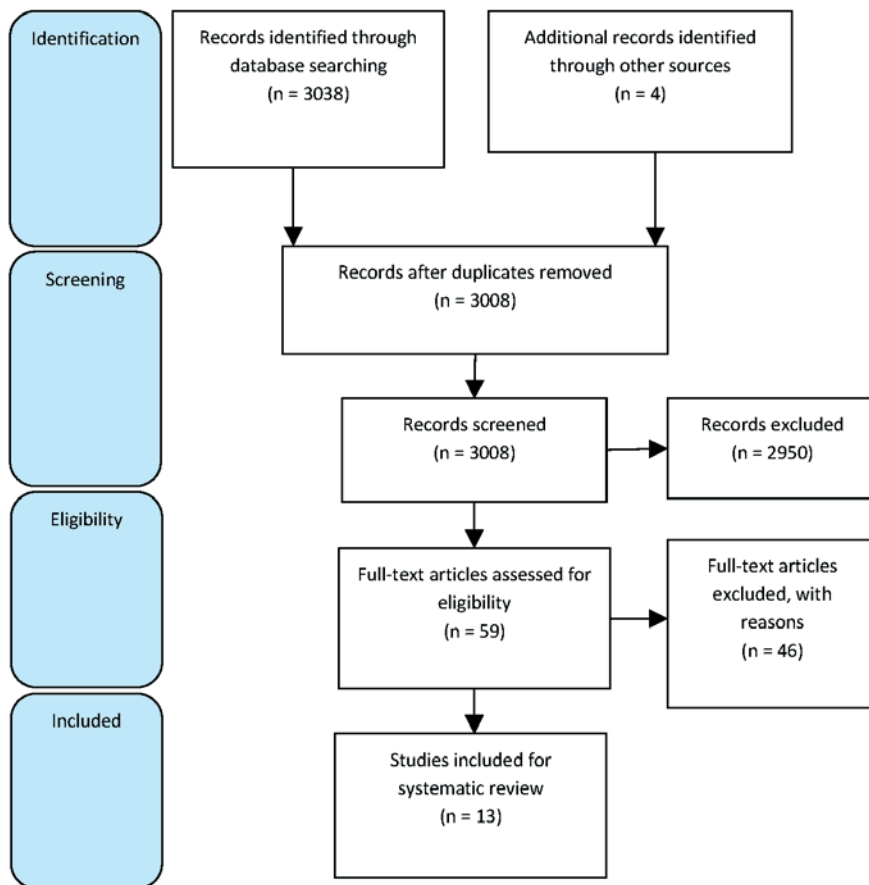 Identification
Records identified through
database searching
(n = 3038)
Additional records identified
through other sources
(n = 4)
Screening
Records after duplicates removed
(n = 3008)
Records screened
(n = 3008)
Records excluded
(n = 2950)
Eligibility
Full-text articles assessed for
eligibility
(n = 59)
Full-text articles
excluded, with
reasons
(n = 46)
Included
Studies included for
systematic review
(n = 13)